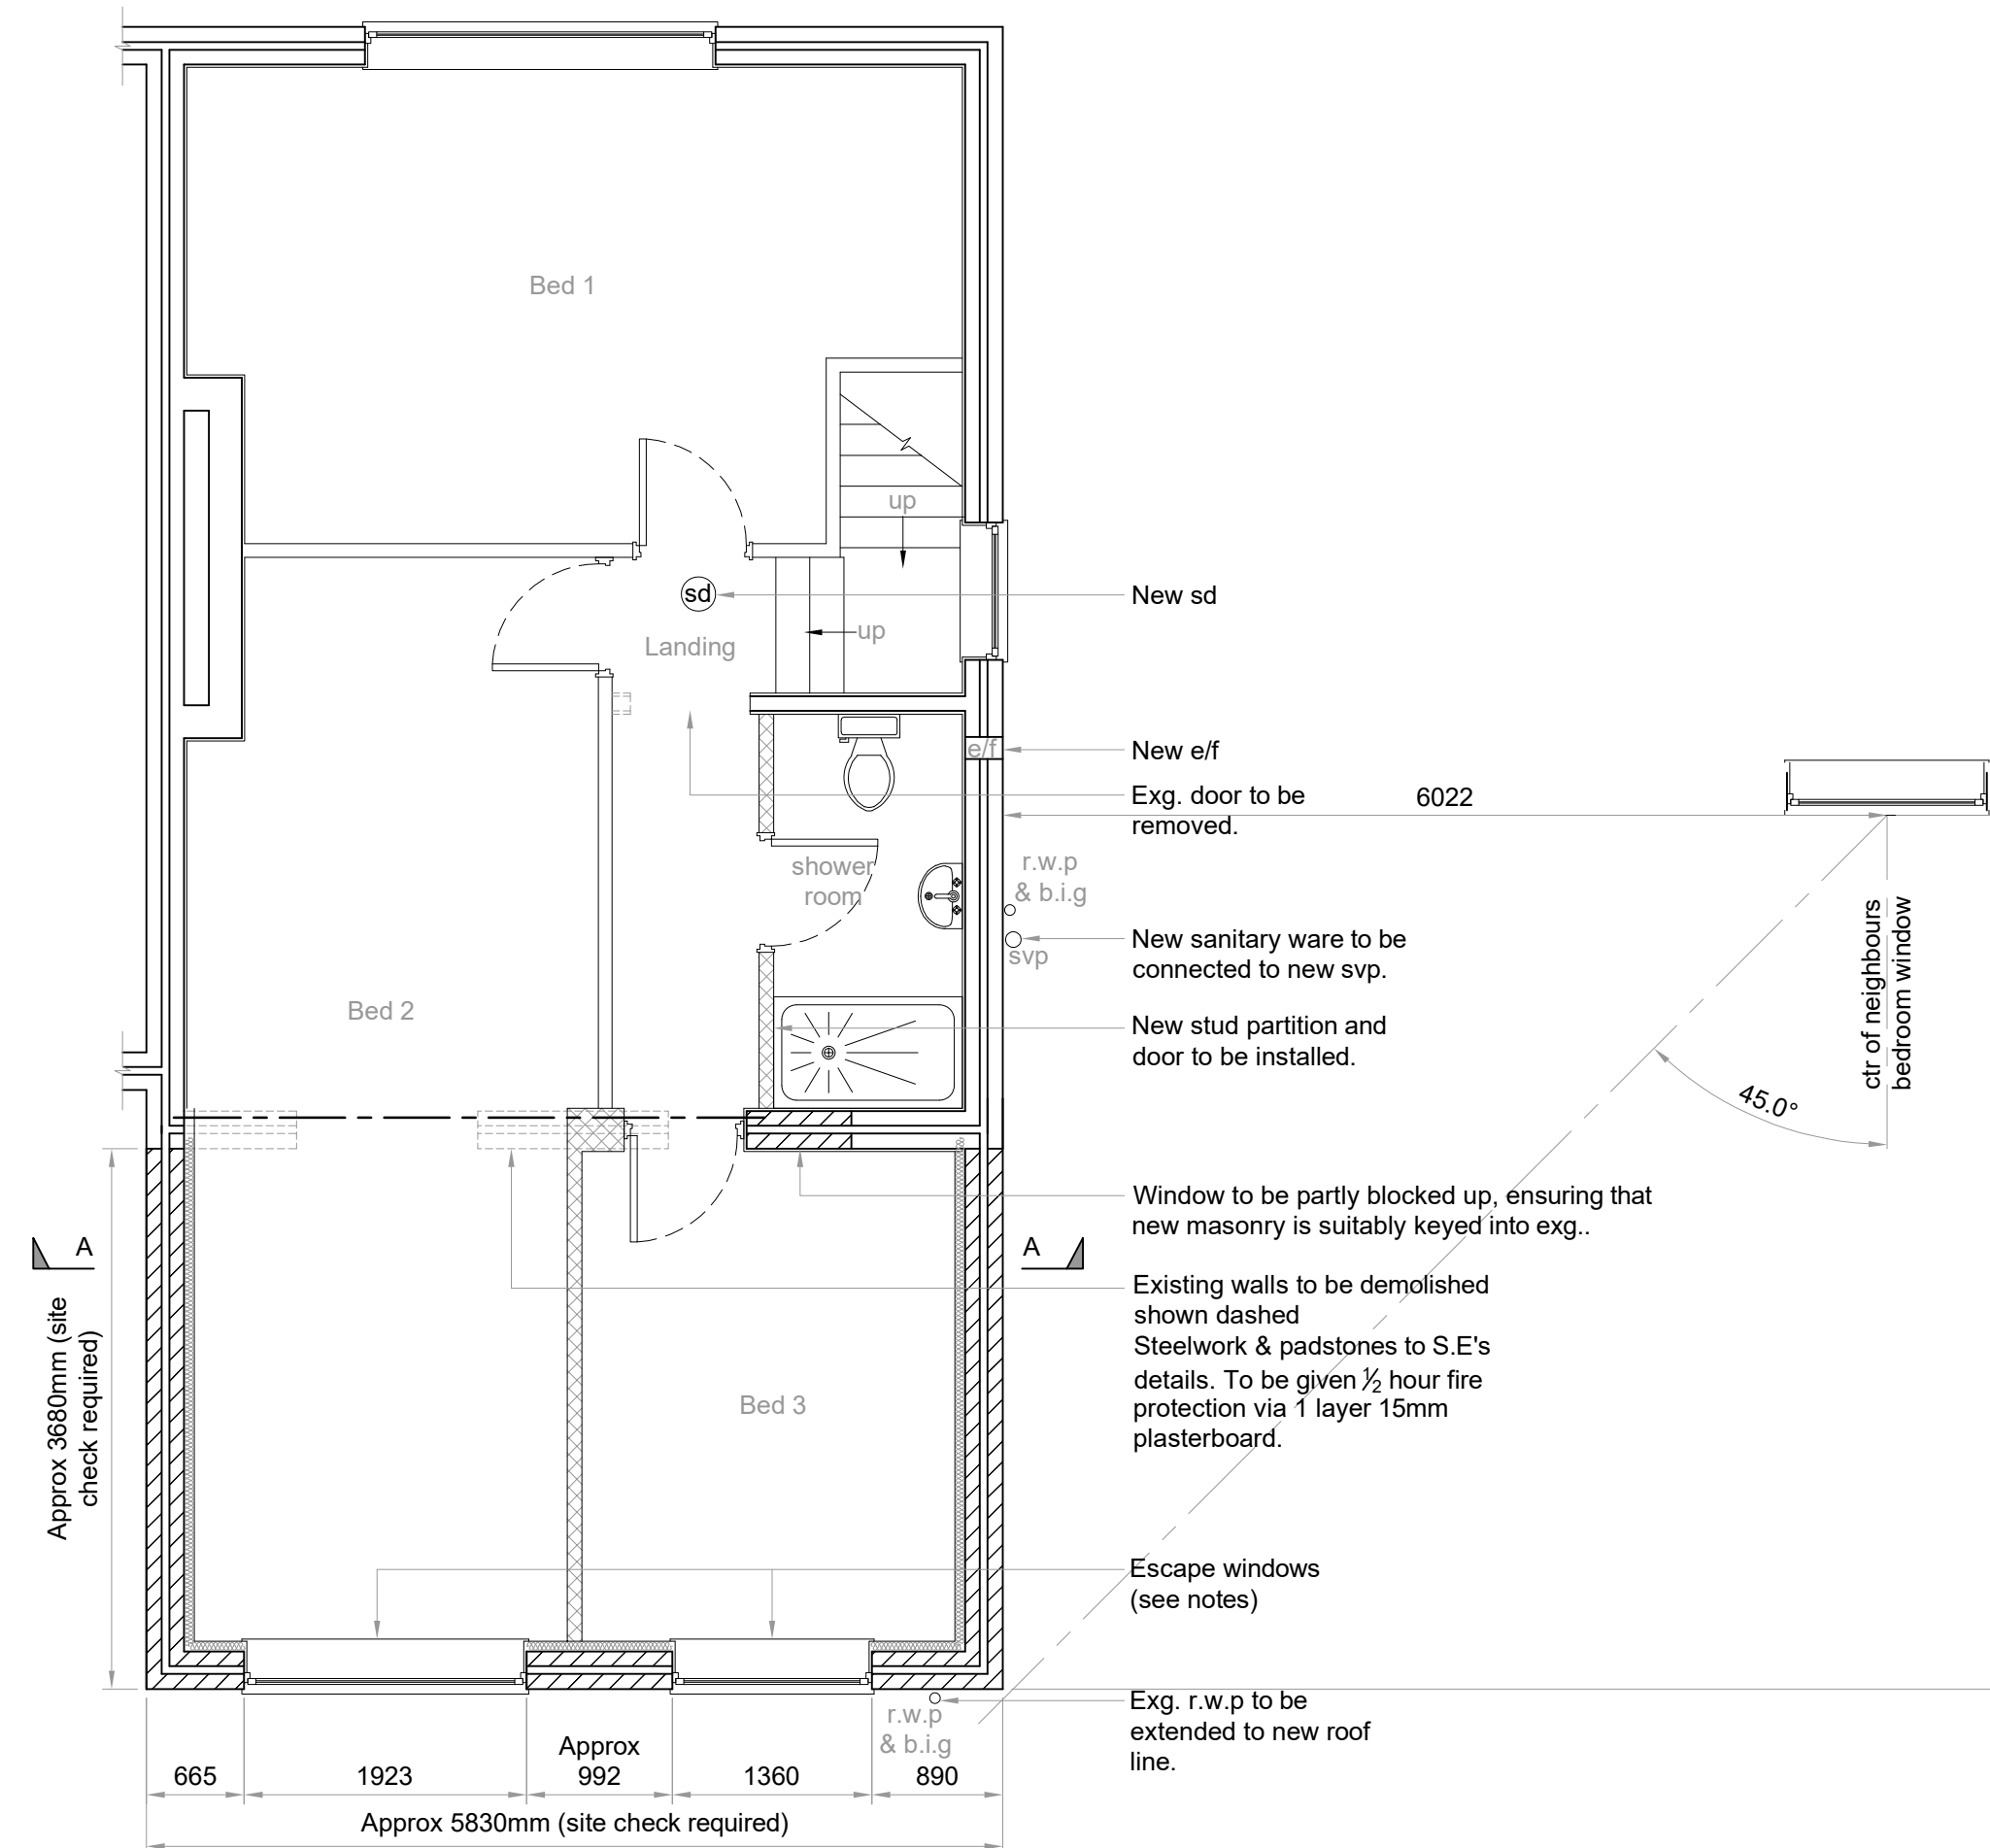 Bed 1
up
sd
New sd
up
Landing
e/f
New e/f
Exg. door to be
removed.
6022
shower
room
r.w.p
& b.i.g
New sanitary ware to be
connected to new svp.
svp
ctr of neighbours
bedroom window
Bed 2
New stud partition and
door to be installed.
45.0°
Window to be partly blocked up, ensuring that
new masonry is suitably keyed into exg..
A
A
Existing walls to be demolished
shown dashed
Steelwork & padstones to S.E's
details. To be given ½ hour fire
protection via 1 layer 15mm
plasterboard.
Approx 3680mm (site
check required)
Bed 3
Escape windows
(see notes)
Exg. r.w.p to be
extended to new roof
line.
r.w.p
& b.i.g
Approx
665
1923
992
1360
890
Approx 5830mm (site check required)